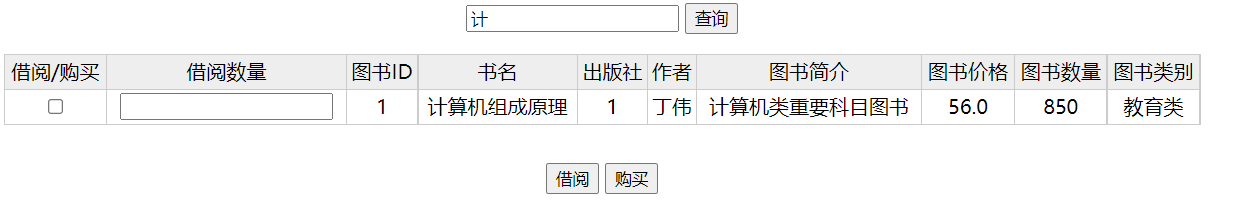 计 查询
借阅/购买 借阅数量 图书ID 书名 出版社 作者 图书简介 图书价格 图书数量 图书类别
1 计算机组成原理 1 丁伟 计算机类重要科目图书 56.0 850 教育类
借阅 购买